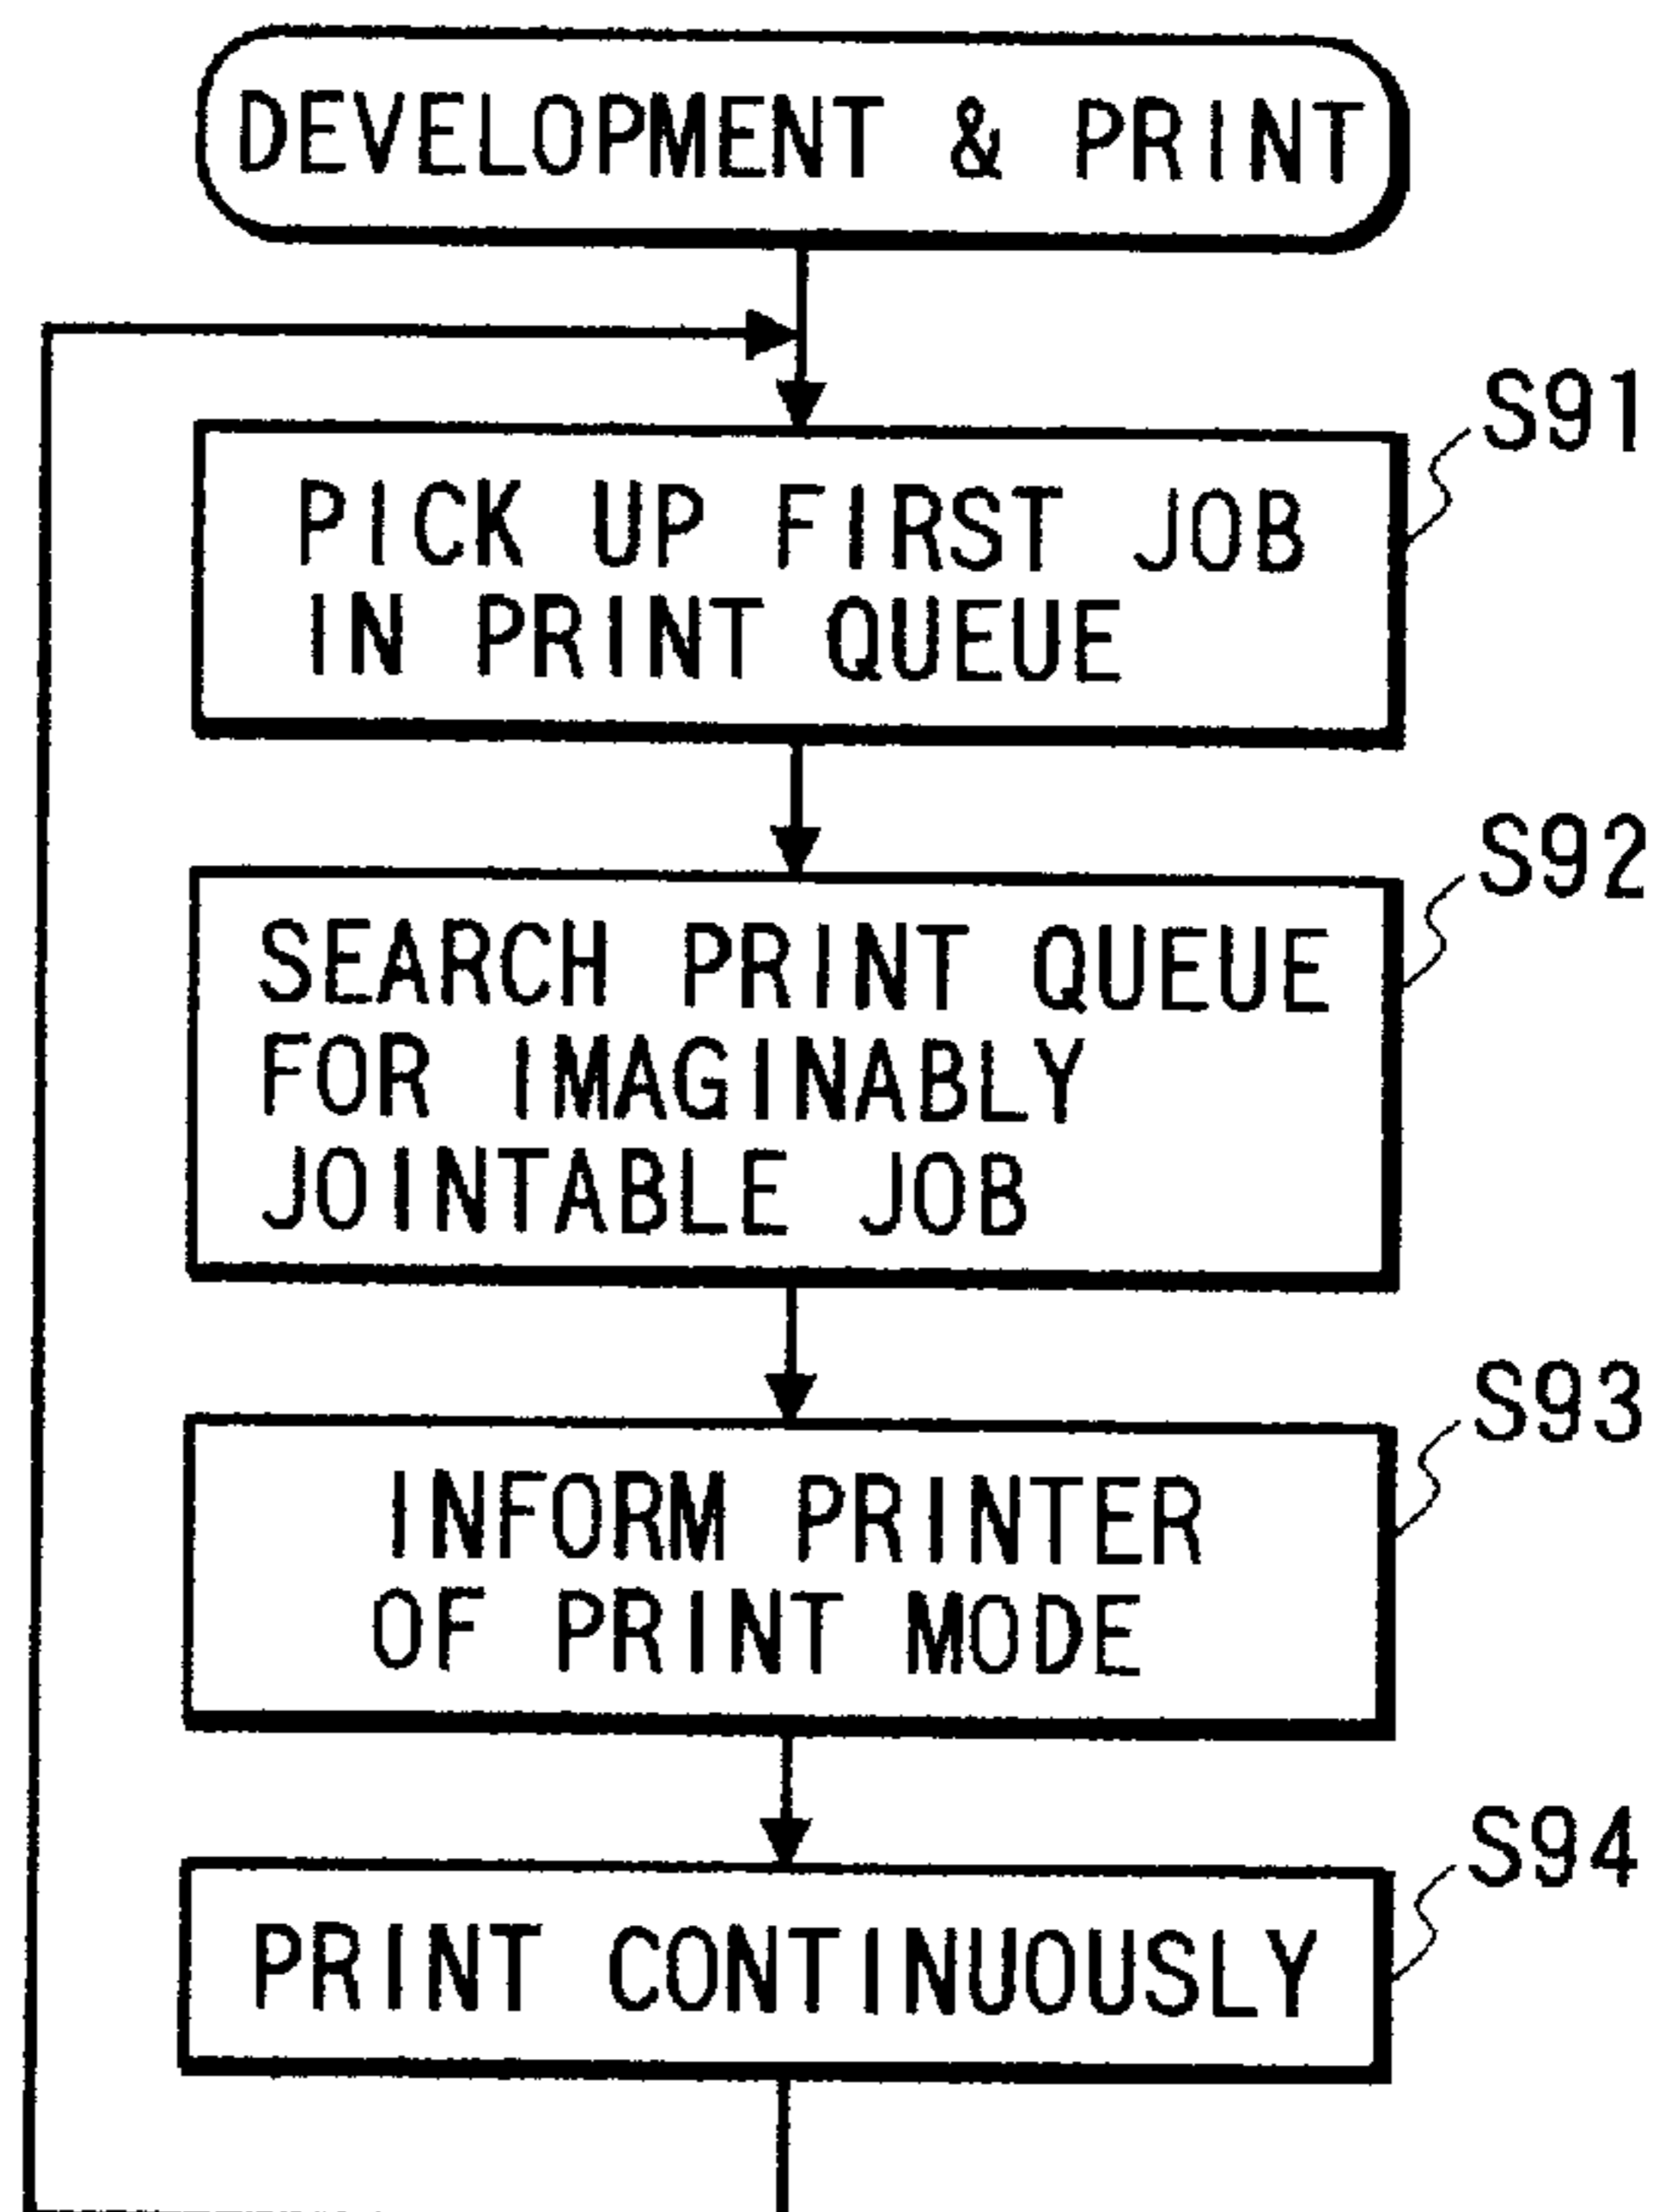 DEVELOPMENT & PRINT
S91
PICK UP FIRST JOB
IN PRINT QUEUE
S92
SEARCH PRINT QUEUE
FOR IMAGINABLY
JOINTABLE JOB
S93
INFORM PRINTER
OF PRINT MODE
S94
PRINT CONTINUOUSLY